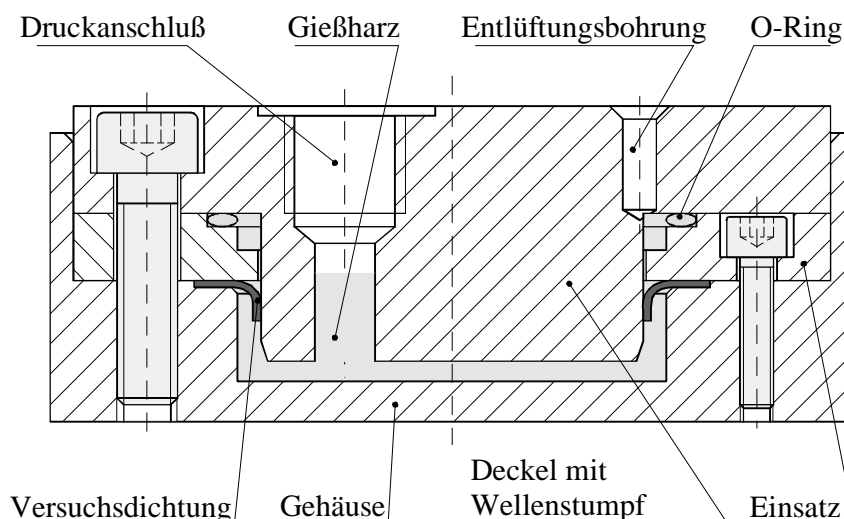 Druckanschluß Gießharz Entlüftungsbohrung O-Ring
Versuchsdichtung Gehäuse Deckel mit Wellenstumpf Einsatz